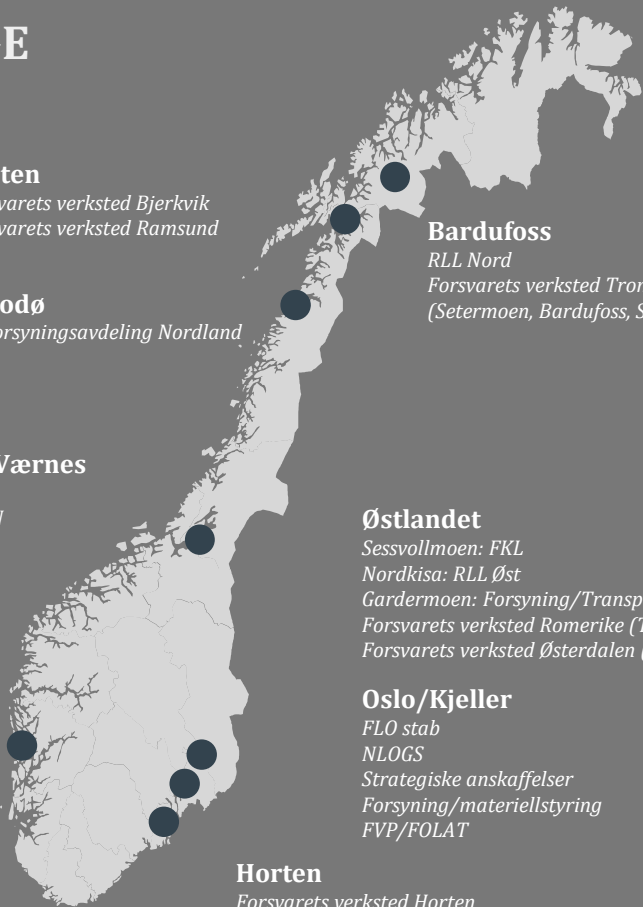 E
ten
varets verksted Bjerkvik
varets verksted Ramsund
Bardufoss
RLL Nord
Forsvarets verksted Tron
(Setermoen, Bardufoss, S
odø
orsyningsavdeling Nordland
Værnes
Østlandet
Sessvollmoen: FKL
Nordkisa: RLL Øst
Gardermoen: Forsyning/Transp
Forsvarets verksted Romerike (T
Forsvarets verksted Østerdalen (
Oslo/Kjeller
FLO stab
NLOGS
Strategiske anskaffelser
Forsyning/materiellstyring
FVP/FOLAT
Horten
Forsvarets verksted Horten